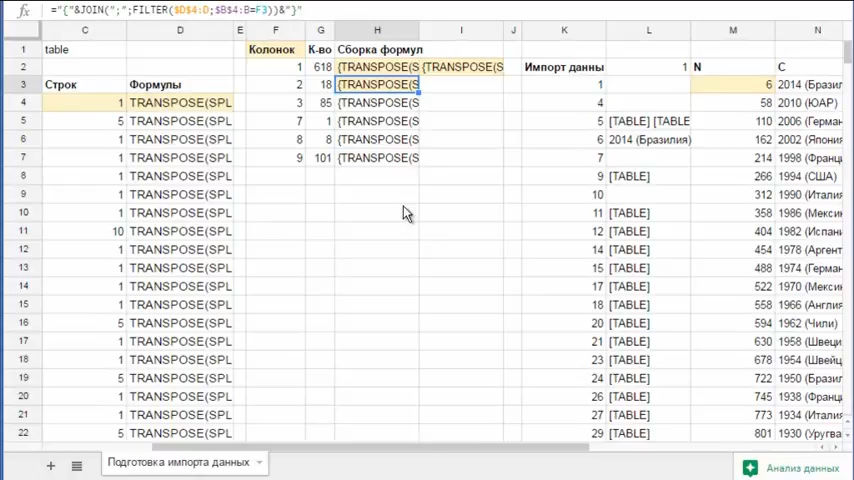 fx ="{"&JOIN(";";FILTER($D$4:D;$B$4:B=F3))&"}"
C D E F G H I J K L M N
1 table Колонок К-во Сборка формул
2 1 618 {TRANSPOSE(S {TRANSPOSE(S Импорт данны 1 N C
3 Строк Формулы 2 18 {TRANSPOSE(S 1 6 2014 (Бразили
4 1 TRANSPOSE(SPL 3 85 {TRANSPOSE(S 4 58 2010 (ЮАР)
5 5 TRANSPOSE(SPL 7 1 {TRANSPOSE(S 5 [TABLE] [TABLE 110 2006 (Герман
6 1 TRANSPOSE(SPL 8 8 {TRANSPOSE(S 6 2014 (Бразилия) 162 2002 (Япония
7 1 TRANSPOSE(SPL 9 101 {TRANSPOSE(S 7 214 1998 (Франци
8 1 TRANSPOSE(SPL 9 [TABLE] 266 1994 (США)
9 1 TRANSPOSE(SPL 10 312 1990 (Италия
10 1 TRANSPOSE(SPL 11 [TABLE] 358 1986 (Мексик
11 10 TRANSPOSE(SPL 12 [TABLE] 404 1982 (Испани
12 1 TRANSPOSE(SPL 14 [TABLE] 454 1978 (Аргент
13 1 TRANSPOSE(SPL 15 [TABLE] 488 1974 (Герман
14 1 TRANSPOSE(SPL 17 [TABLE] 522 1970 (Мексик
15 1 TRANSPOSE(SPL 18 [TABLE] 558 1966 (Англия
16 5 TRANSPOSE(SPL 20 [TABLE] 594 1962 (Чили)
17 1 TRANSPOSE(SPL 21 [TABLE] 630 1958 (Швеци
18 1 TRANSPOSE(SPL 23 [TABLE] 678 1954 (Швейц
19 5 TRANSPOSE(SPL 24 [TABLE] 722 1950 (Бразил
20 1 TRANSPOSE(SPL 26 [TABLE] 745 1938 (Франци
21 1 TRANSPOSE(SPL 27 [TABLE] 773 1934 (Италия
22 5 TRANSPOSE(SPL 29 [TABLE] 801 1930 (Уругва
Подготовка импорта данных
Анализ данных